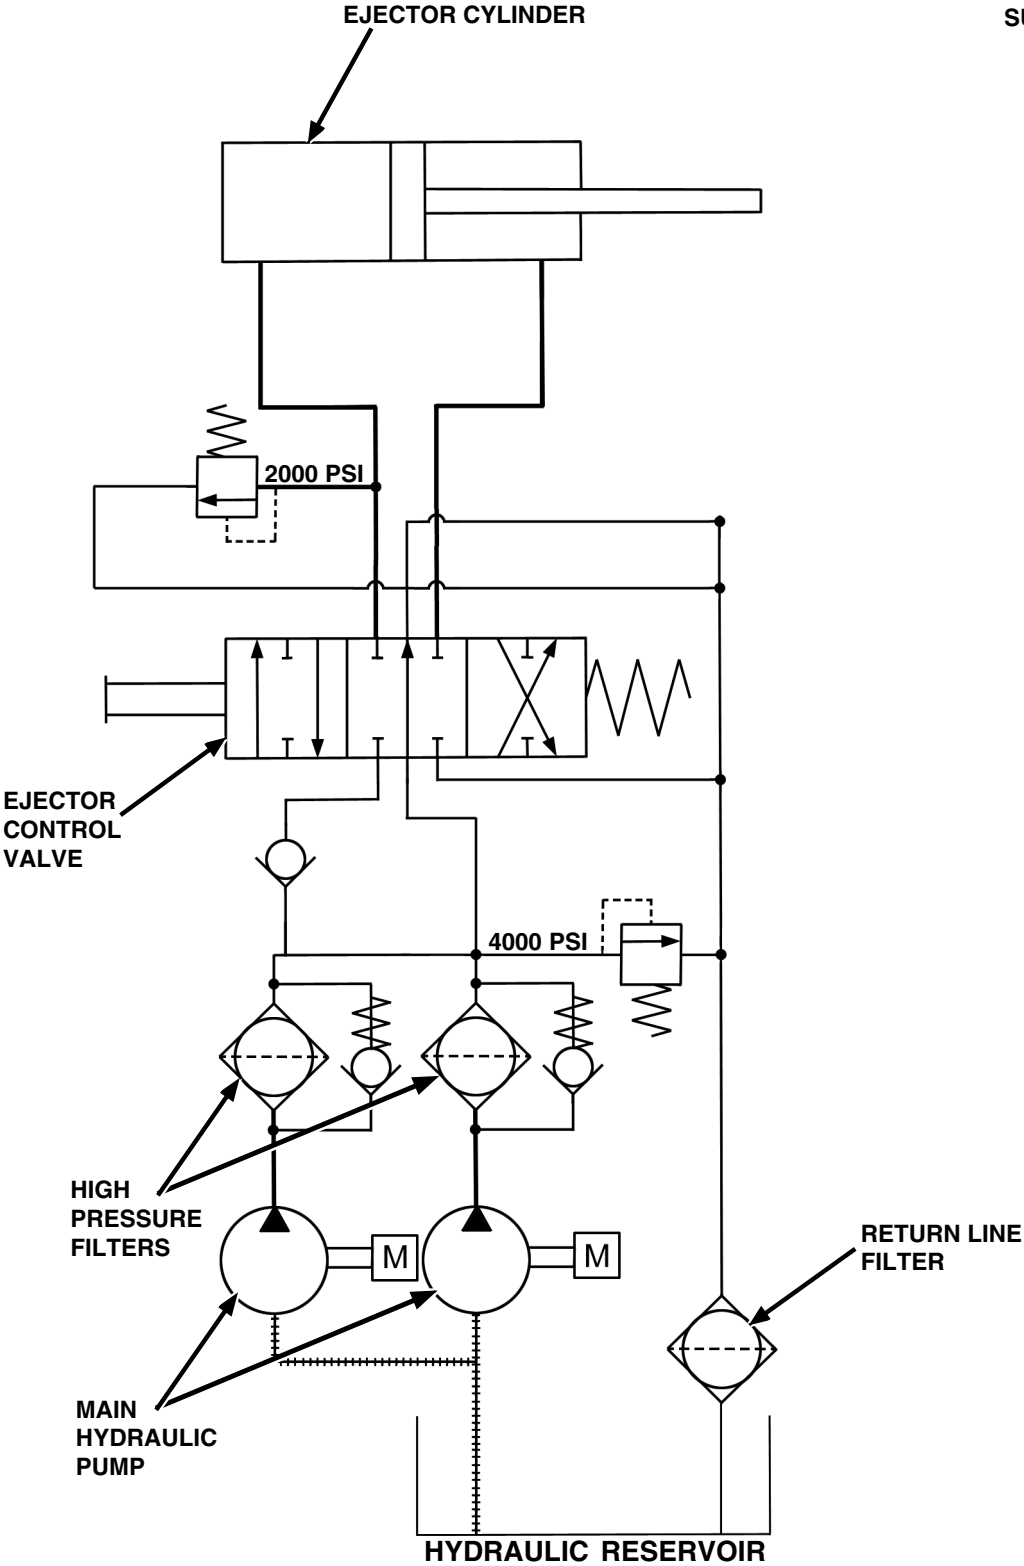 EJECTOR CYLINDER
SU
2000 PSI
EJECTOR
CONTROL
VALVE
4000 PSI
HIGH
PRESSURE
FILTERS
M
M
RETURN LINE
FILTER
MAIN
HYDRAULIC
PUMP
HYDRAULIC RESERVOIR